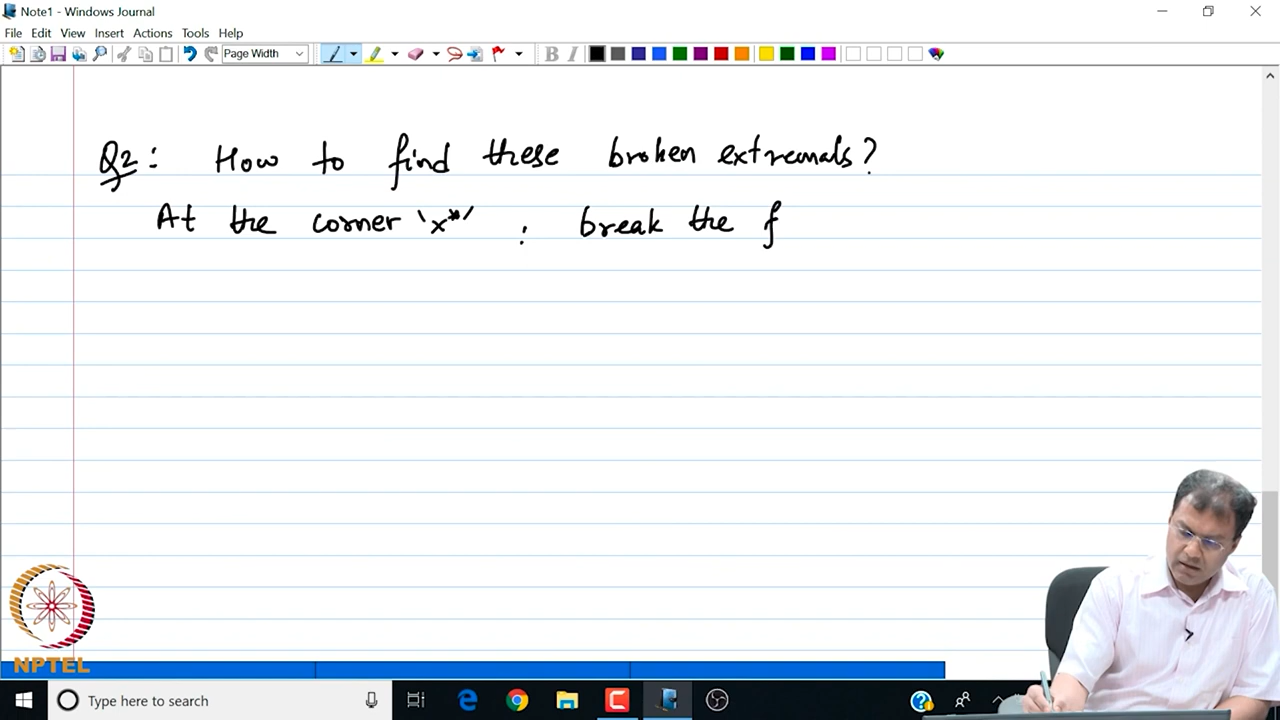 Note1 - Windows Journal
File Edit View Insert Actions Tools Help
Page Width
B I
Q2: How to find these broken extremals?
At the corner 'x*' : break the f
NPTEL
Type here to search